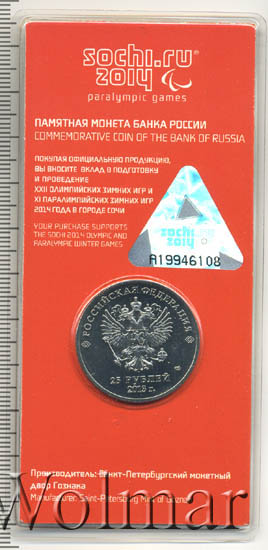 sochi.ru
2014
paralympic games
ПАМЯТНАЯ МОНЕТА БАНКА РОССИИ
COMMEMORATIVE COIN OF THE BANK OF RUSSIA
ПОКУПАЯ ОФИЦИАЛЬНУЮ ПРОДУКЦИЮ,
ВЫ ВНОСИТЕ ВКЛАД В ПОДГОТОВКУ
И ПРОВЕДЕНИЕ
XXII ОЛИМПИЙСКИХ ЗИМНИХ ИГР И
XI ПАРАЛИМПИЙСКИХ ЗИМНИХ ИГР
2014 ГОДА В ГОРОДЕ СОЧИ
YOUR PURCHASE SUPPORTS
THE SOCHI 2014 OLYMPIC AND
PARALYMPIC WINTER GAMES
sochi.ru
2014
A19946108
РОССИЙСКАЯ ФЕДЕРАЦИЯ
25 РУБЛЕЙ
2013 г.
Производитель: Санкт-Петербургский монетный
двор Гознака
Manufacturer: Saint-Petersburg Mint of Goznak
Wolmar